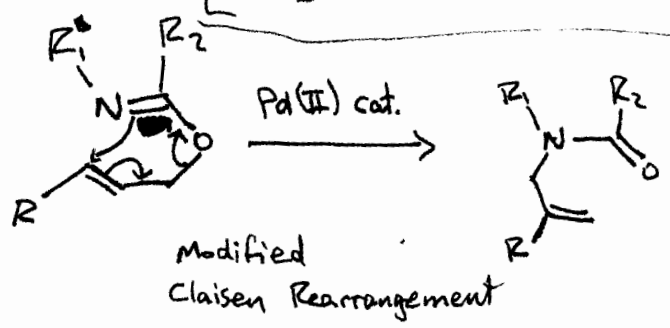 R₁ R₂
N O
R
Pd(II) cat.
R₁ R₂
N O
R
Modified
Claisen Rearrangement